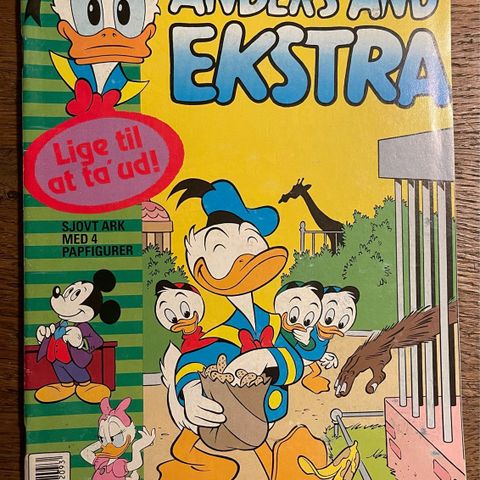 ANDERS AND
EKSTRA
Lige til
at ta' ud!
SJOVT ARK
MED 4
PAPFIGURER